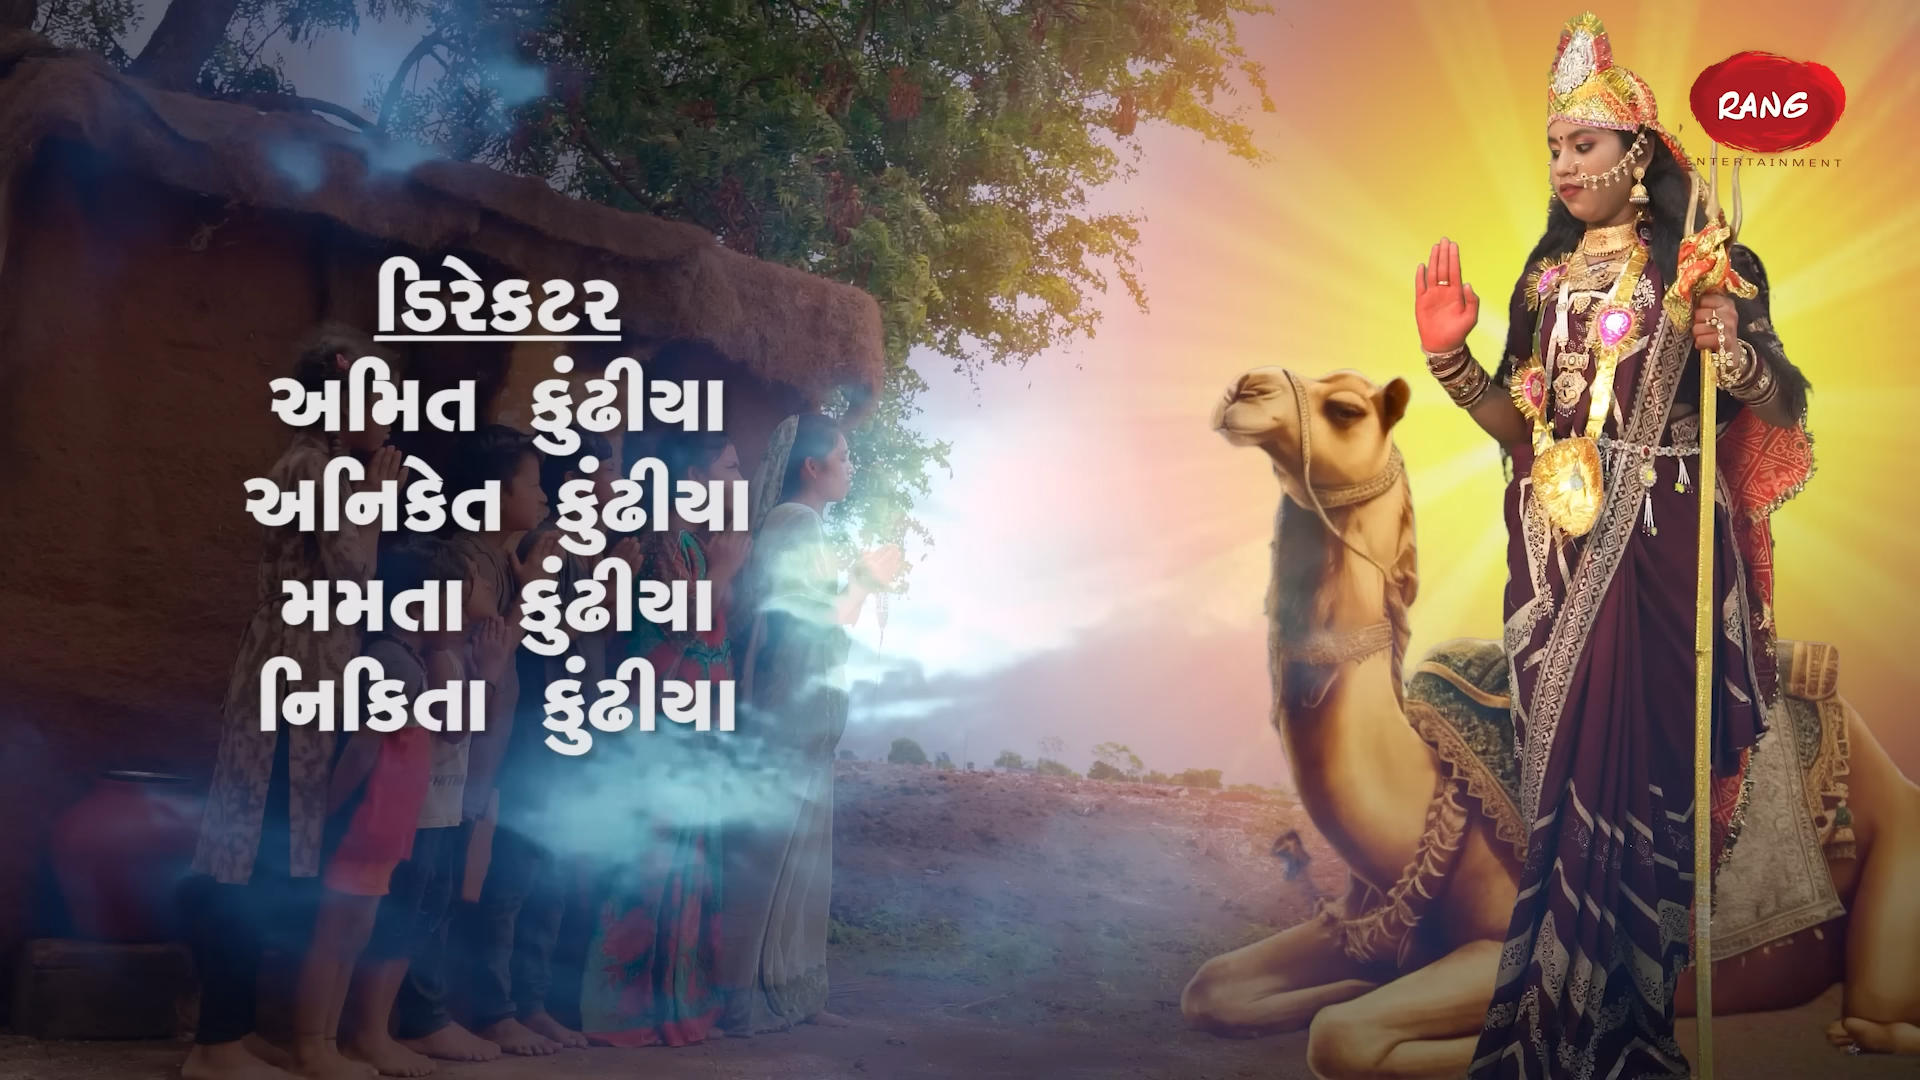 ડિરેકટર
અમિત કુંઢીયા
અનિકેત કુંઢીયા
મમતા કુંઢીયા
નિકિતા કુંઢીયા
RANG
ENTERTAINMENT